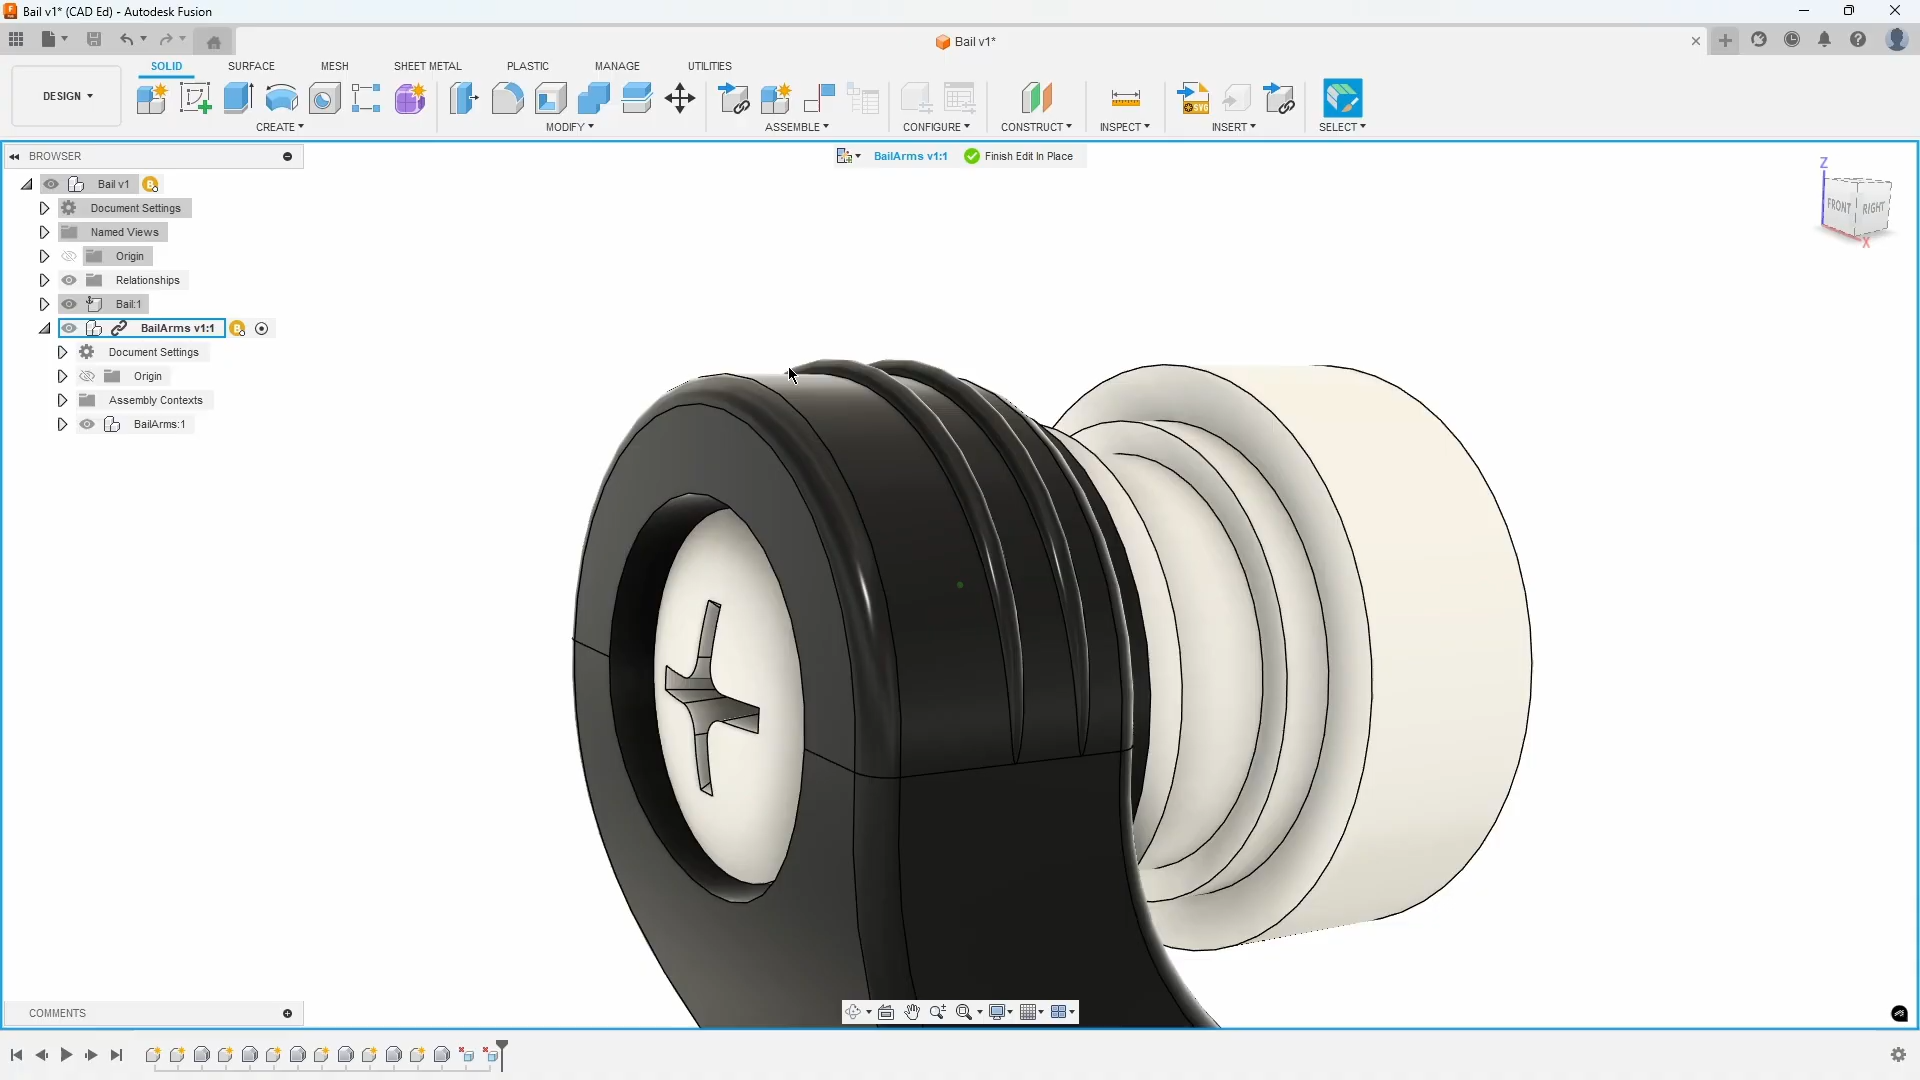 Bail v1* (CAD Ed) - Autodesk Fusion
Bail v1*
SOLID SURFACE MESH SHEET METAL PLASTIC MANAGE UTILITIES
DESIGN
CREATE MODIFY ASSEMBLE CONFIGURE CONSTRUCT INSPECT INSERT SELECT
BROWSER
BailArms v1:1 Finish Edit In Place
Bail v1
Document Settings
Named Views
Origin
Relationships
Bail:1
BailArms v1:1
Document Settings
Origin
Assembly Contexts
BailArms:1
Z
FRONT RIGHT
X
COMMENTS